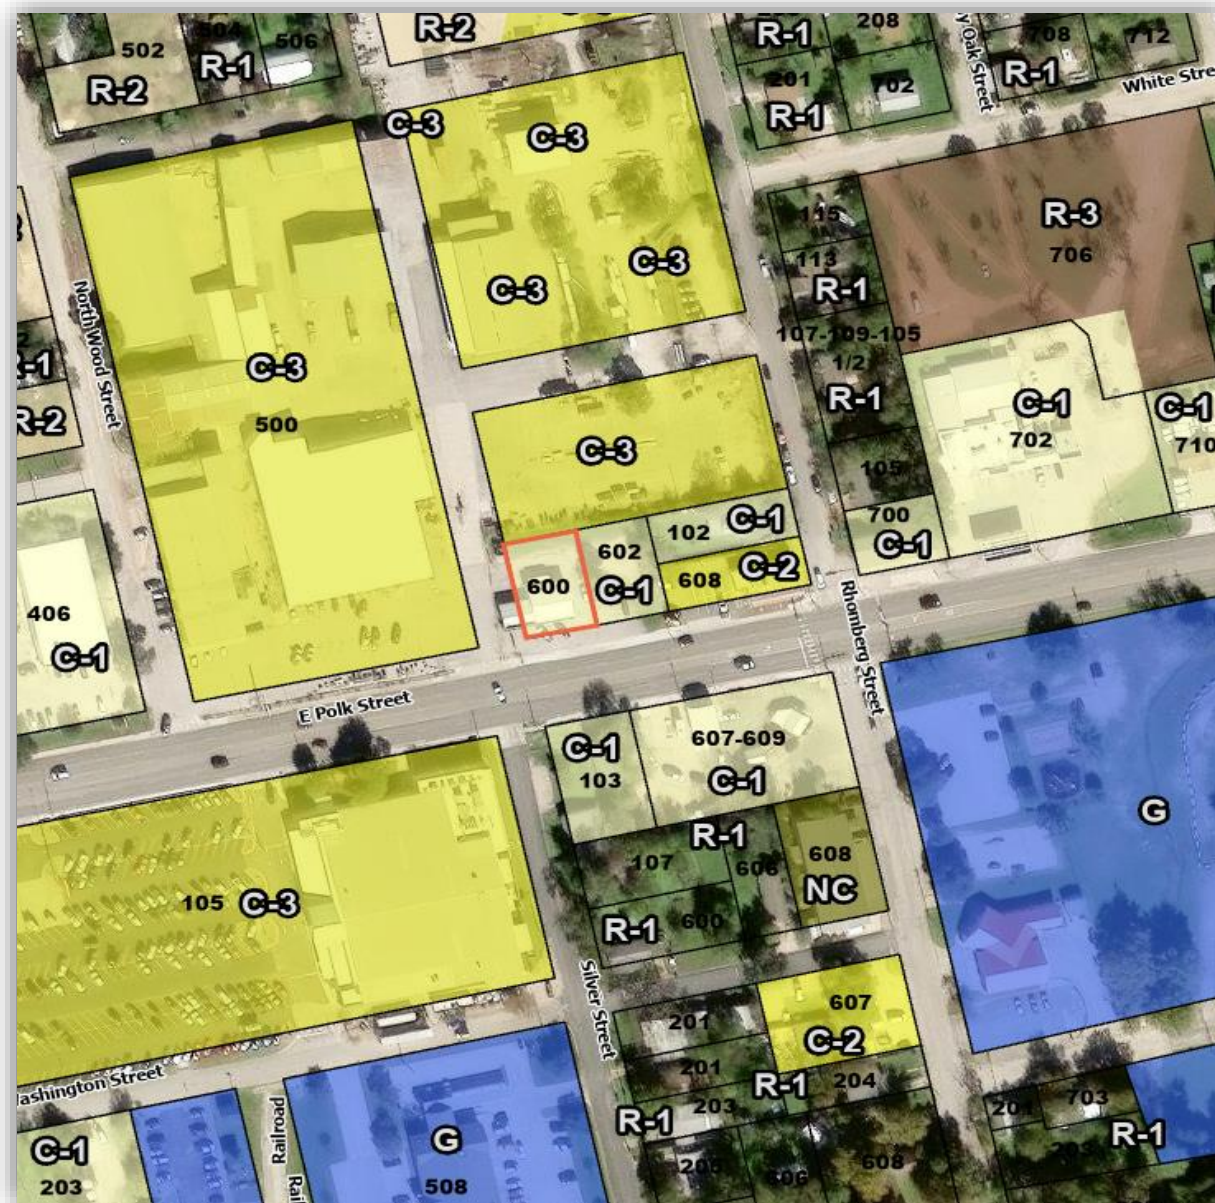 R-2
502
504
506
R-1
R-2
R-1
208
201
702
R-1
Oak Street
708
712
R-1
White Stre
C-3
C-3
C-3
C-3
North Wood Street
C-3
500
115
113
R-1
107-109-105
1/2
R-1
105
R-3
706
C-1
702
C-1
710
R-1
R-2
C-3
406
C-1
600
602
C-1
102
C-1
608
C-2
700
C-1
Rhomberg Street
E Polk Street
C-1
103
607-609
C-1
G
105
C-3
R-1
107
606
608
NC
R-1
600
Silver Street
607
C-2
201
201
R-1
204
203
R-1
205
606
608
ashington Street
C-1
203
Railroad
Rai
G
508
201
703
R-1